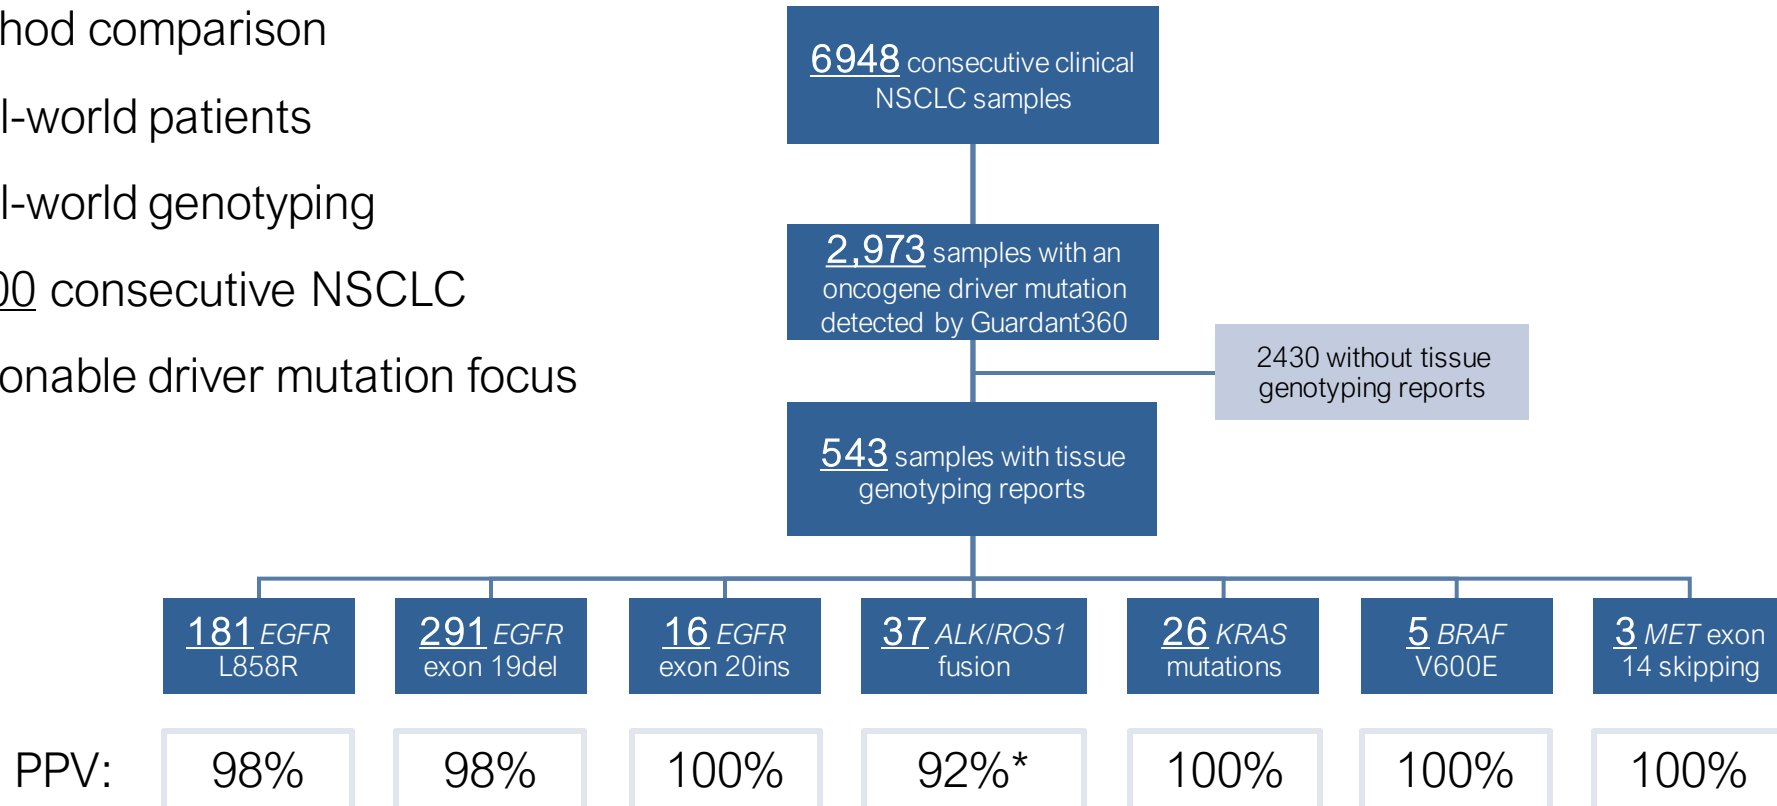 hod comparison
l-world patients
l-world genotyping
00 consecutive NSCLC
onable driver mutation focus
6948 consecutive clinical
NSCLC samples
2,973 samples with an
oncogene driver mutation
detected by Guardant360
2430 without tissue
genotyping reports
543 samples with tissue
genotyping reports
181 EGFR
L858R
291 EGFR
exon 19del
16 EGFR
exon 20ins
37 ALK/ROS1
fusion
26 KRAS
mutations
5 BRAF
V600E
3 MET exon
14 skipping
PPV: 98% 98% 100% 92%* 100% 100% 100%